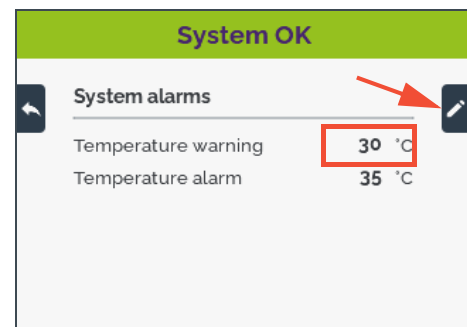 System OK
System alarms
Temperature warning 30 °C
Temperature alarm 35 °C